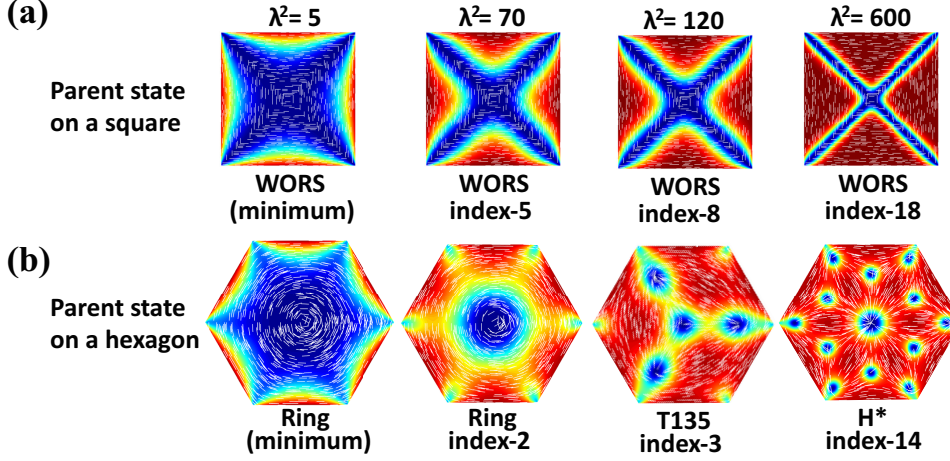 (a)
λ²= 5 λ²= 70 λ²= 120 λ²= 600
Parent state
on a square
WORS WORS WORS WORS
(minimum) index-5 index-8 index-18
(b)
Parent state
on a hexagon
Ring Ring T135 H*
(minimum) index-2 index-3 index-14